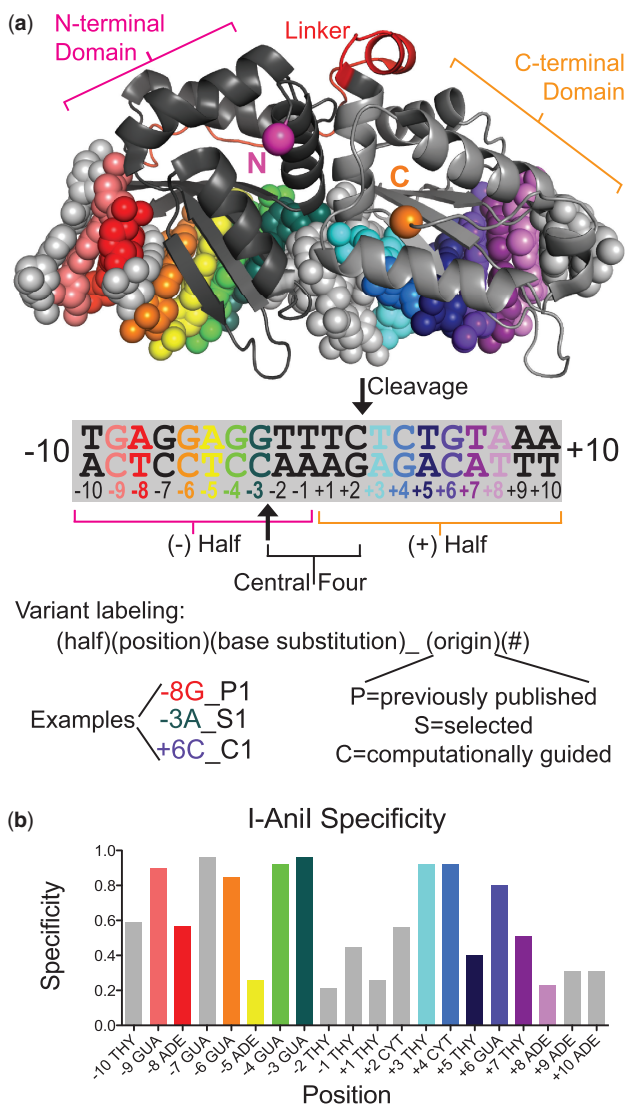 (a)
N-terminal
Domain
Linker
C-terminal
Domain
N
C
Cleavage
-10 TGAGGAGGTTTCTCTGTAAA +10
ACTCCTCCAAAGAGACATTT
-10 -9 -8 -7 -6 -5 -4 -3 -2 -1 +1 +2 +3 +4 +5 +6 +7 +8 +9 +10
(-) Half
(+) Half
Central Four
Variant labeling:
(half)(position)(base substitution)_ (origin)(#)
Examples
-8G_P1
-3A_S1
+6C_C1
P=previously published
S=selected
C=computationally guided
(b)
I-AniI Specificity
Specificity
1.0
0.8
0.6
0.4
0.2
0.0
-10 THY
-9 GUA
-8 ADE
-7 GUA
-6 GUA
-5 ADE
-4 GUA
-3 GUA
-2 THY
-1 THY
+1 THY
+2 CYT
+3 THY
+4 CYT
+5 THY
+6 GUA
+7 THY
+8 ADE
+9 ADE
+10 ADE
Position